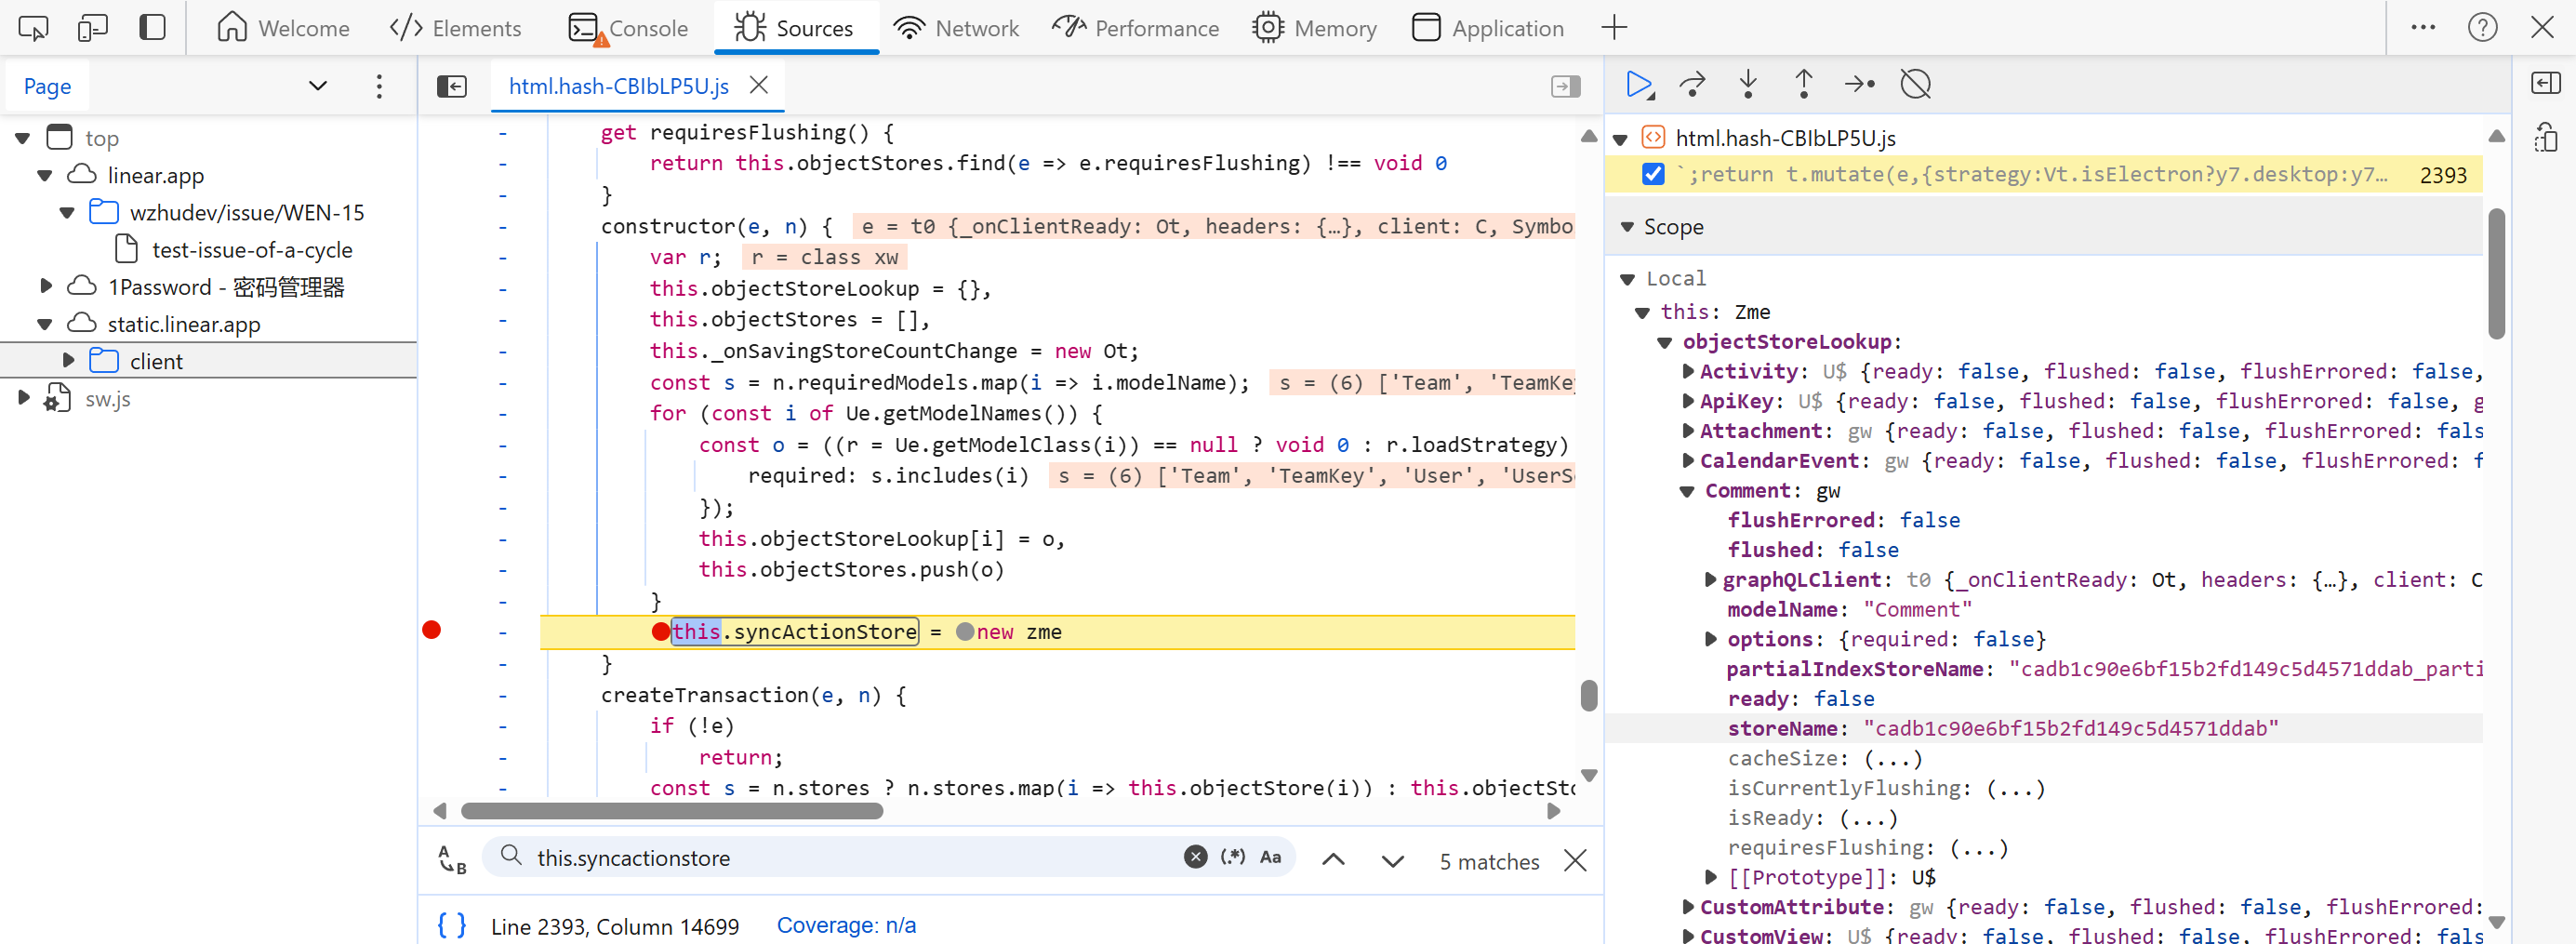 Welcome
Elements
Console
Sources
Network
Performance
Memory
Application
Page
top
linear.app
wzhudev/issue/WEN-15
test-issue-of-a-cycle
1Password - 密码管理器
static.linear.app
client
sw.js
html.hash-CBIbLP5U.js
- get requiresFlushing() {
- return this.objectStores.find(e => e.requiresFlushing) !== void 0
- }
- constructor(e, n) { e = t0 {_onClientReady: Ot, headers: {…}, client: C, Symbo
- var r; r = class xw
- this.objectStoreLookup = {},
- this.objectStores = [],
- this._onSavingStoreCountChange = new Ot;
- const s = n.requiredModels.map(i => i.modelName); s = (6) ['Team', 'TeamKey
- for (const i of Ue.getModelNames()) {
- const o = ((r = Ue.getModelClass(i)) == null ? void 0 : r.loadStrategy)
- required: s.includes(i) s = (6) ['Team', 'TeamKey', 'User', 'UserSe
- });
- this.objectStoreLookup[i] = o,
- this.objectStores.push(o)
- }
- this.syncActionStore = new zme
- }
- createTransaction(e, n) {
- if (!e)
- return;
- const s = n.stores ? n.stores.map(i => this.objectStore(i)) : this.objectSto
A B
this.syncactionstore
(.*) Aa
5 matches
{ } Line 2393, Column 14699 Coverage: n/a
html.hash-CBIbLP5U.js
`;return t.mutate(e,{strategy:Vt.isElectron?y7.desktop:y7… 2393
Scope
Local
this: Zme
objectStoreLookup:
Activity: U$ {ready: false, flushed: false, flushErrored: false,
ApiKey: U$ {ready: false, flushed: false, flushErrored: false, g
Attachment: gw {ready: false, flushed: false, flushErrored: fals
CalendarEvent: gw {ready: false, flushed: false, flushErrored: f
Comment: gw
flushErrored: false
flushed: false
graphQLClient: t0 {_onClientReady: Ot, headers: {…}, client: C
modelName: "Comment"
options: {required: false}
partialIndexStoreName: "cadb1c90e6bf15b2fd149c5d4571ddab_parti
ready: false
storeName: "cadb1c90e6bf15b2fd149c5d4571ddab"
cacheSize: (...)
isCurrentlyFlushing: (...)
isReady: (...)
requiresFlushing: (...)
[[Prototype]]: U$
CustomAttribute: gw {ready: false, flushed: false, flushErrored:
CustomView: U$ {ready: false, flushed: false, flushErrored: fals